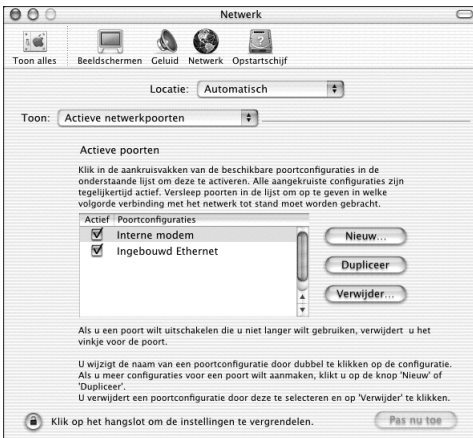 Netwerk
Toon alles
Beeldschermen
Geluid
Netwerk
Opstartschijf
Locatie: Automatisch
Toon: Actieve netwerkpoorten
Actieve poorten
Klik in de aankruisvakken van de beschikbare poortconfiguraties in de
onderstaande lijst om deze te activeren. Alle aangekruiste configuraties zijn
tegelijkertijd actief. Versleep poorten in de lijst om op te geven in welke
volgorde verbinding met het netwerk tot stand moet worden gebracht.
Actief Poortconfiguraties
Interne modem
Ingebouwd Ethernet
Nieuw...
Dupliceer
Verwijder...
Als u een poort wilt uitschakelen die u niet langer wilt gebruiken, verwijdert u het
vinkje voor de poort.
U wijzigt de naam van een poortconfiguratie door dubbel te klikken op de configuratie.
Als u meer configuraties voor een poort wilt aanmaken, klikt u op de knop 'Nieuw' of
'Dupliceer'.
U verwijdert een poortconfiguratie door deze te selecteren en op 'Verwijder' te klikken.
Klik op het hangslot om de instellingen te vergrendelen.
Pas nu toe